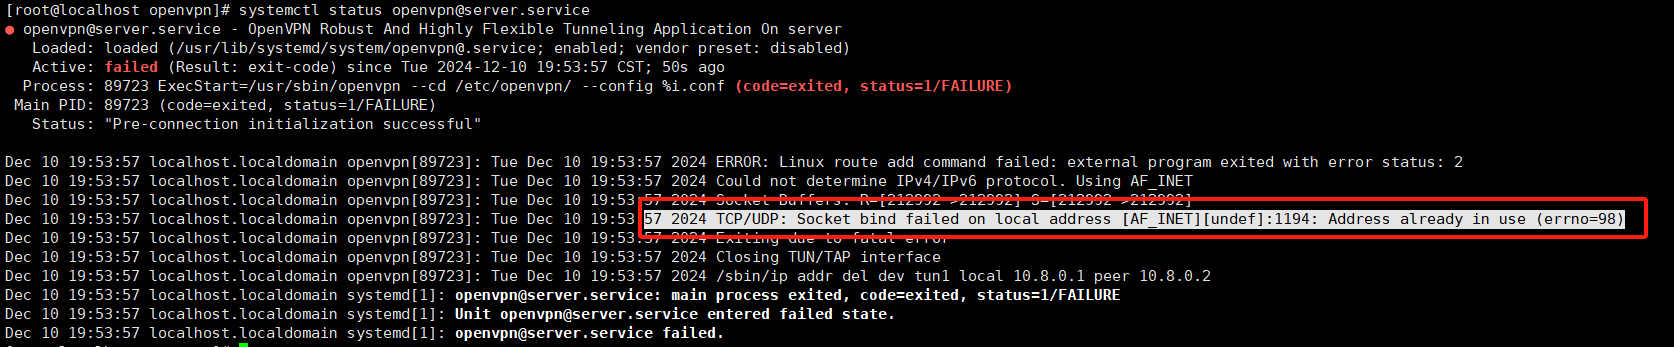 [root@localhost openvpn]# systemctl status openvpn@server.service
● openvpn@server.service - OpenVPN Robust And Highly Flexible Tunneling Application On server
Loaded: loaded (/usr/lib/systemd/system/openvpn@.service; enabled; vendor preset: disabled)
Active: failed (Result: exit-code) since Tue 2024-12-10 19:53:57 CST; 50s ago
Process: 89723 ExecStart=/usr/sbin/openvpn --cd /etc/openvpn/ --config %i.conf (code=exited, status=1/FAILURE)
Main PID: 89723 (code=exited, status=1/FAILURE)
Status: "Pre-connection initialization successful"
Dec 10 19:53:57 localhost.localdomain openvpn[89723]: Tue Dec 10 19:53:57 2024 ERROR: Linux route add command failed: external program exited with error status: 2
Dec 10 19:53:57 localhost.localdomain openvpn[89723]: Tue Dec 10 19:53:57 2024 Could not determine IPv4/IPv6 protocol. Using AF_INET
Dec 10 19:53:57 localhost.localdomain openvpn[89723]: Tue Dec 10 19:53:57 2024 Socket Buffers: R=[212992->212992] S=[212992->212992]
Dec 10 19:53:57 localhost.localdomain openvpn[89723]: Tue Dec 10 19:53:57 2024 TCP/UDP: Socket bind failed on local address [AF_INET][undef]:1194: Address already in use (errno=98)
Dec 10 19:53:57 localhost.localdomain openvpn[89723]: Tue Dec 10 19:53:57 2024 Exiting due to fatal error
Dec 10 19:53:57 localhost.localdomain openvpn[89723]: Tue Dec 10 19:53:57 2024 Closing TUN/TAP interface
Dec 10 19:53:57 localhost.localdomain openvpn[89723]: Tue Dec 10 19:53:57 2024 /sbin/ip addr del dev tun1 local 10.8.0.1 peer 10.8.0.2
Dec 10 19:53:57 localhost.localdomain systemd[1]: openvpn@server.service: main process exited, code=exited, status=1/FAILURE
Dec 10 19:53:57 localhost.localdomain systemd[1]: Unit openvpn@server.service entered failed state.
Dec 10 19:53:57 localhost.localdomain systemd[1]: openvpn@server.service failed.